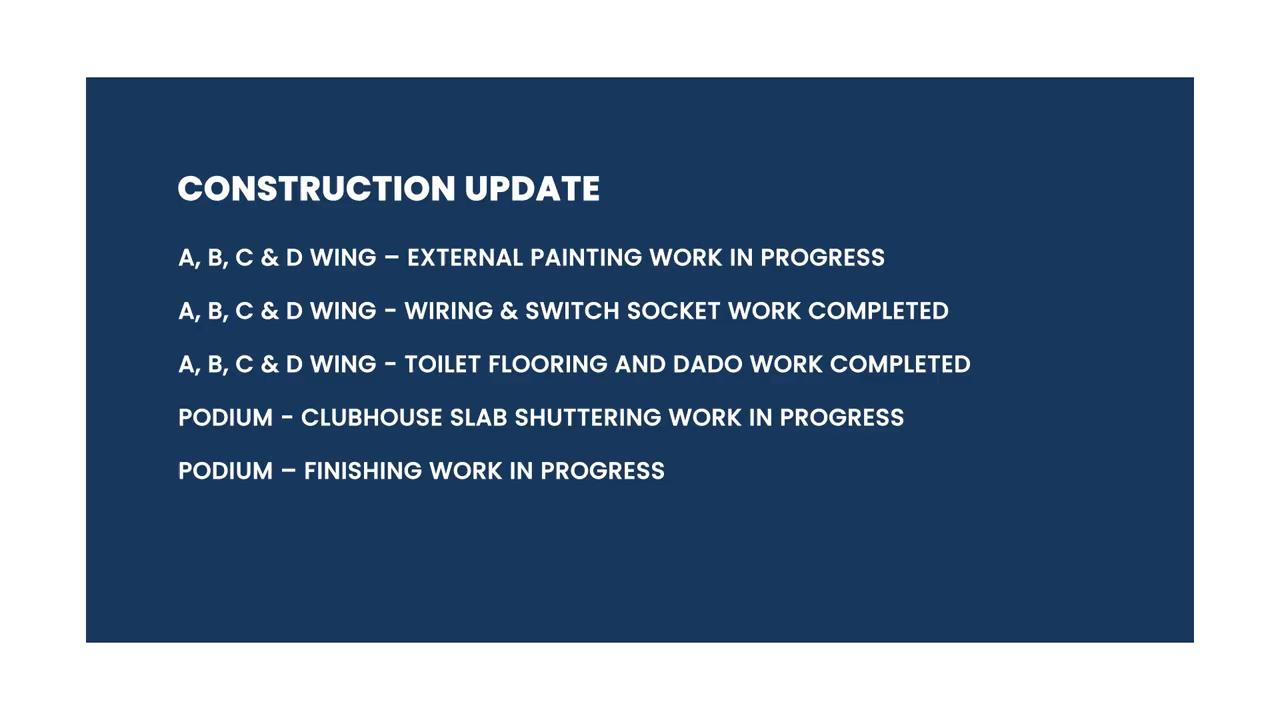 CONSTRUCTION UPDATE
A, B, C & D WING – EXTERNAL PAINTING WORK IN PROGRESS
A, B, C & D WING - WIRING & SWITCH SOCKET WORK COMPLETED
A, B, C & D WING - TOILET FLOORING AND DADO WORK COMPLETED
PODIUM - CLUBHOUSE SLAB SHUTTERING WORK IN PROGRESS
PODIUM – FINISHING WORK IN PROGRESS